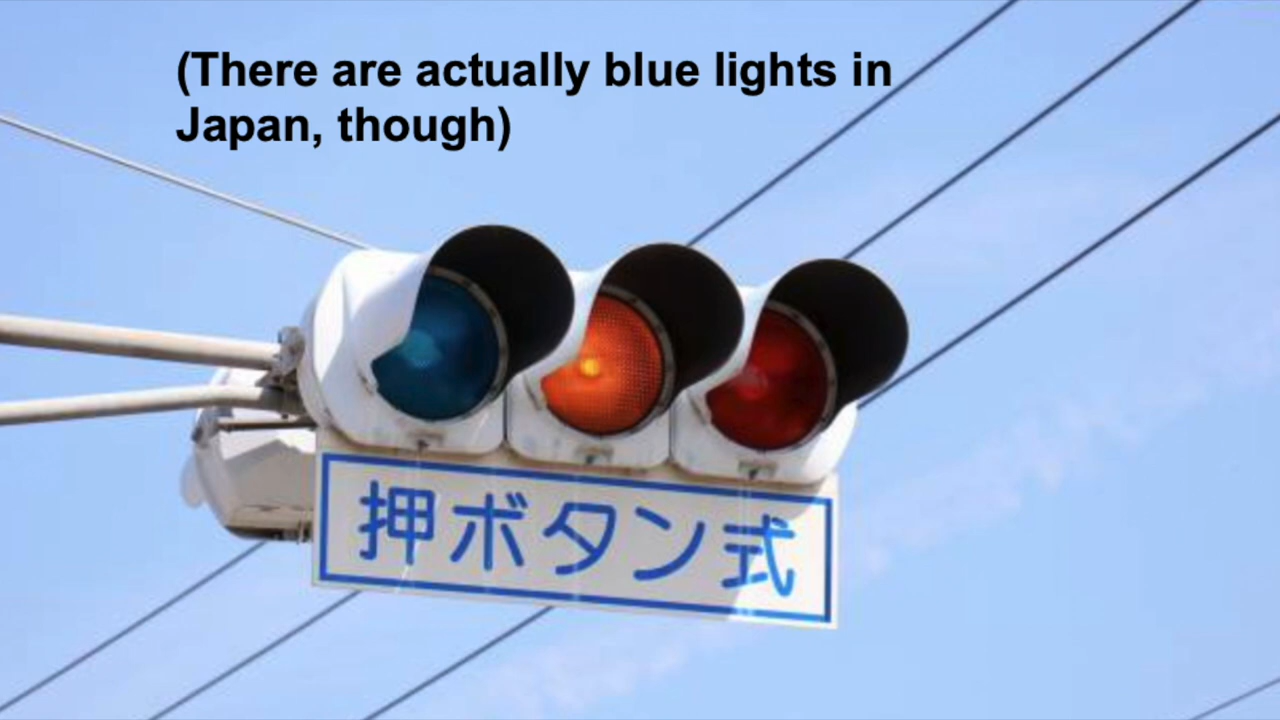 (There are actually blue lights in
Japan, though)
押ボタン式